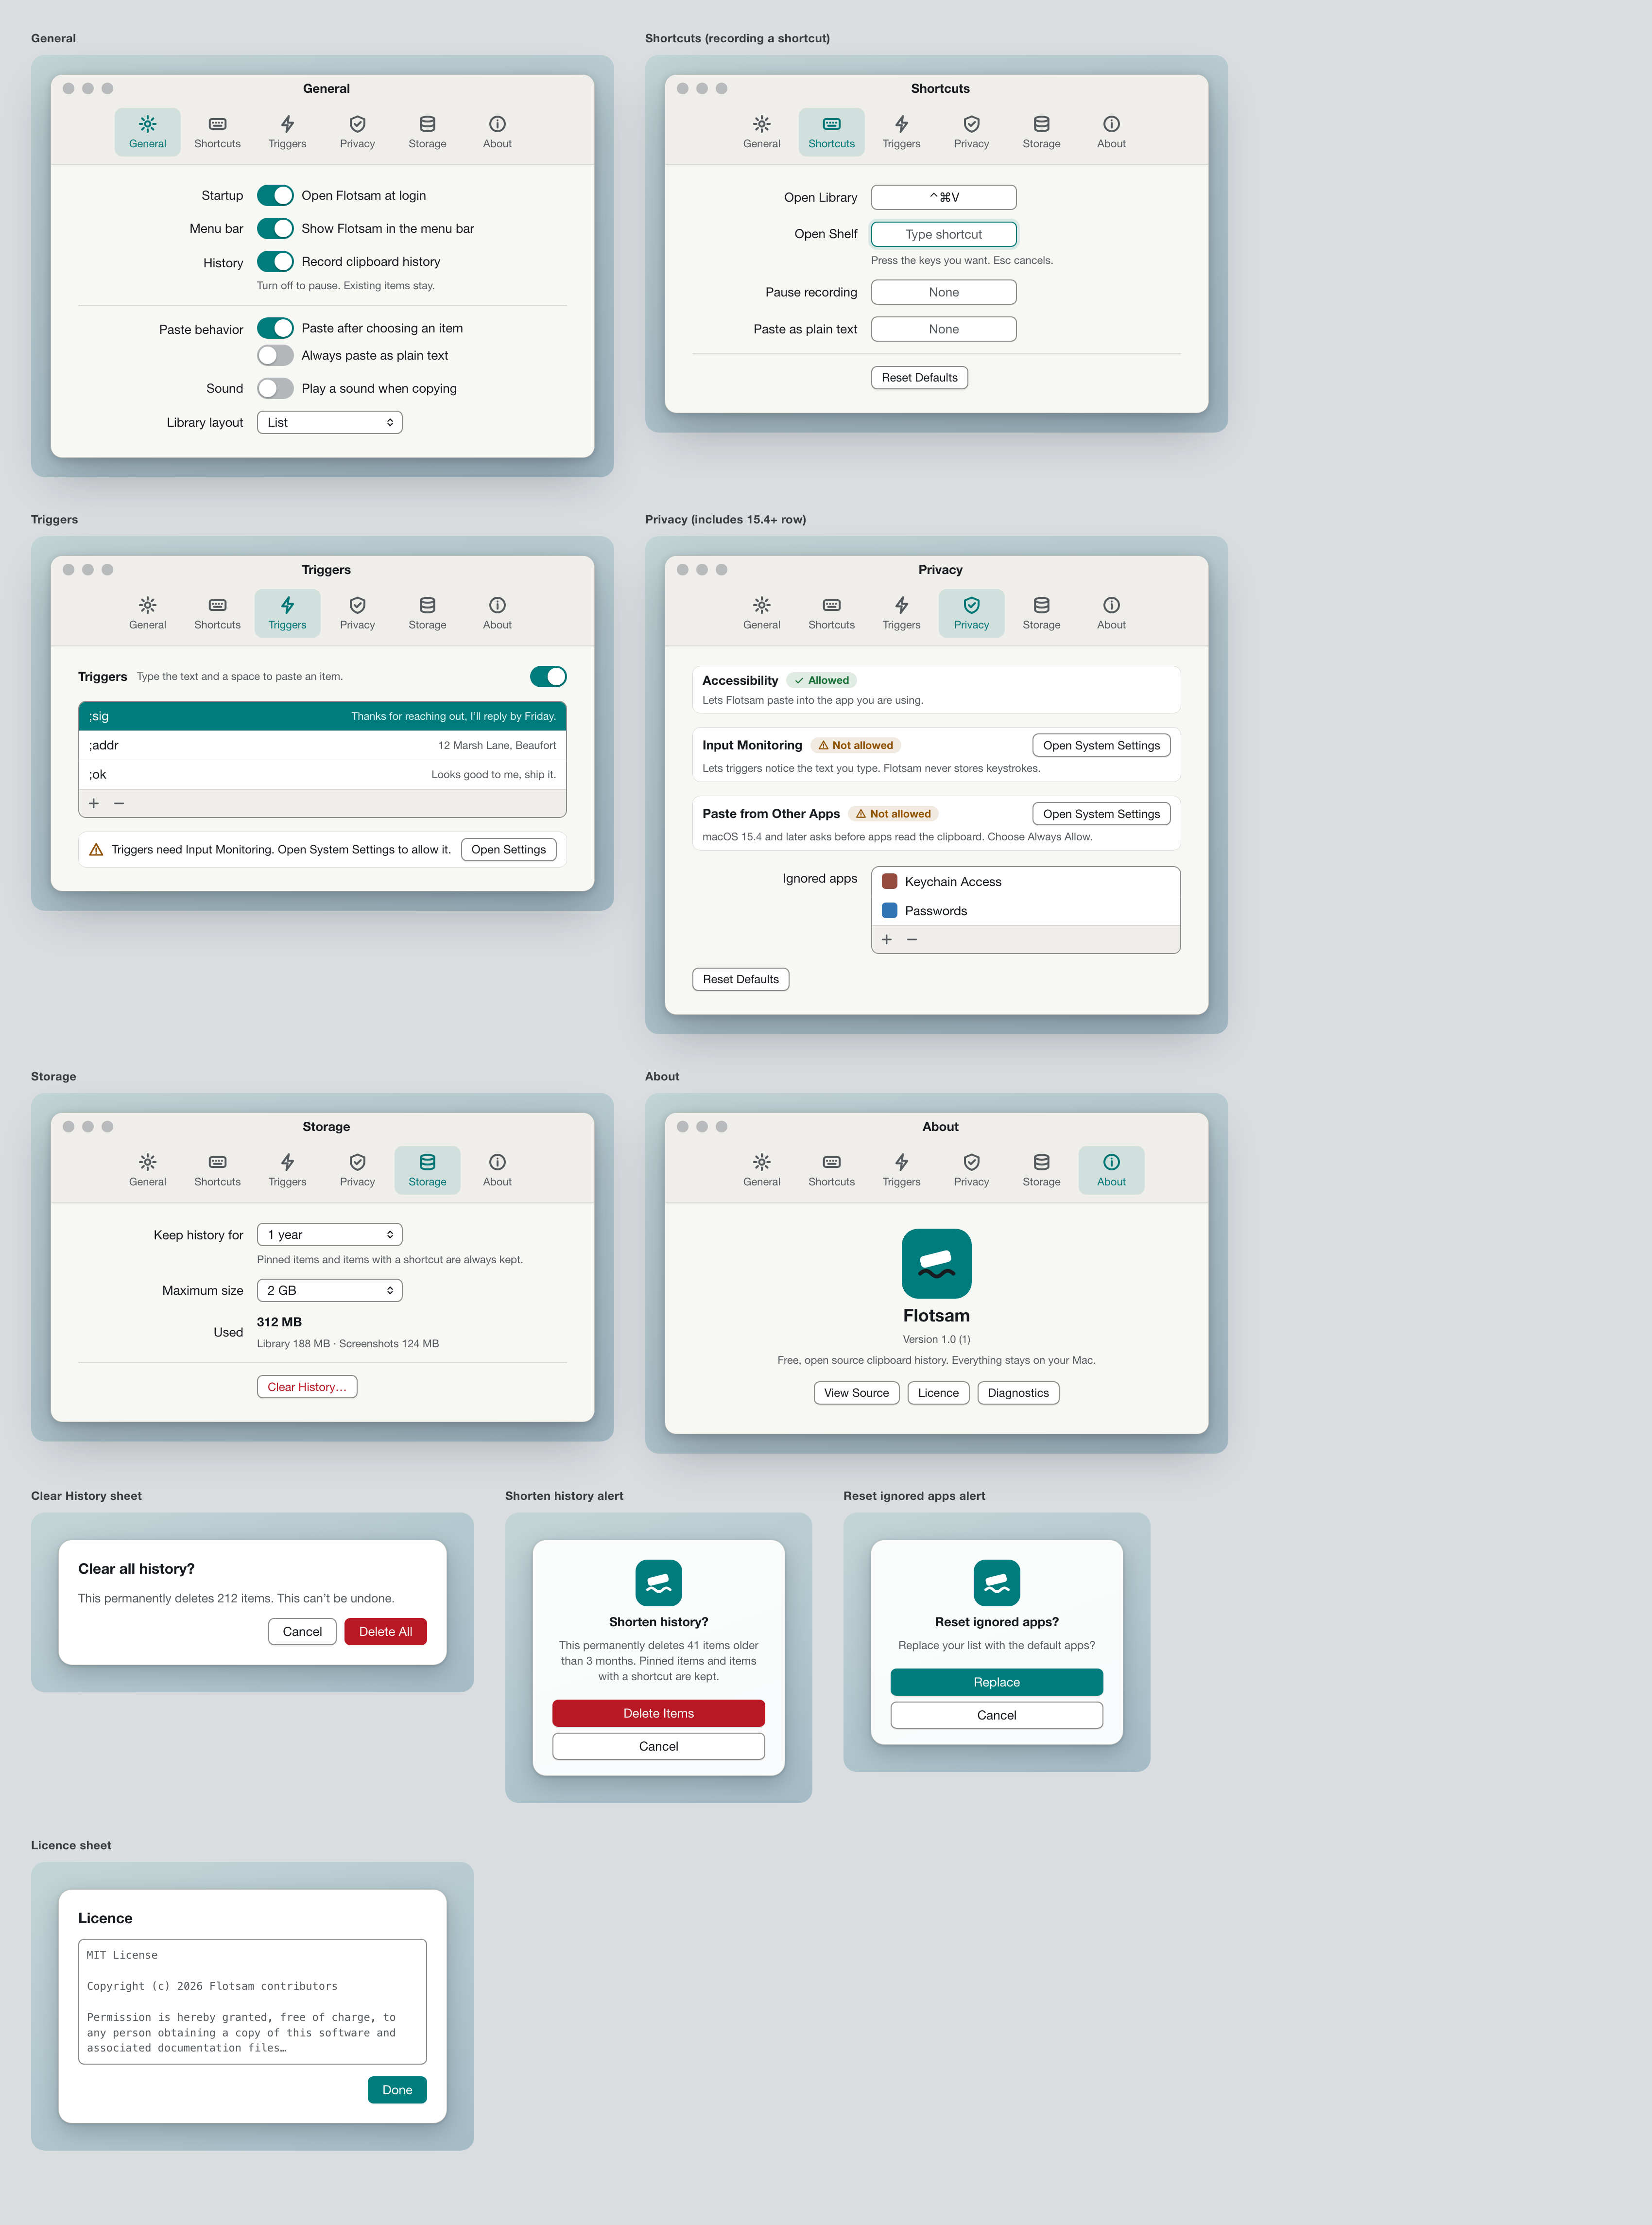 General
General
General
Shortcuts
Triggers
Privacy
Storage
About
Startup
Open Flotsam at login
Menu bar
Show Flotsam in the menu bar
History
Record clipboard history
Turn off to pause. Existing items stay.
Paste behavior
Paste after choosing an item
Always paste as plain text
Sound
Play a sound when copying
Library layout
List
Shortcuts (recording a shortcut)
Shortcuts
General
Shortcuts
Triggers
Privacy
Storage
About
Open Library
^⌘V
Open Shelf
Type shortcut
Press the keys you want. Esc cancels.
Pause recording
None
Paste as plain text
None
Reset Defaults
Triggers
Triggers
General
Shortcuts
Triggers
Privacy
Storage
About
Triggers
Type the text and a space to paste an item.
;sig
Thanks for reaching out, I’ll reply by Friday.
;addr
12 Marsh Lane, Beaufort
;ok
Looks good to me, ship it.
+ −
Triggers need Input Monitoring. Open System Settings to allow it.
Open Settings
Privacy (includes 15.4+ row)
Privacy
General
Shortcuts
Triggers
Privacy
Storage
About
Accessibility
✓ Allowed
Lets Flotsam paste into the app you are using.
Input Monitoring
Not allowed
Open System Settings
Lets triggers notice the text you type. Flotsam never stores keystrokes.
Paste from Other Apps
Not allowed
Open System Settings
macOS 15.4 and later asks before apps read the clipboard. Choose Always Allow.
Ignored apps
Keychain Access
Passwords
+ −
Reset Defaults
Storage
Storage
General
Shortcuts
Triggers
Privacy
Storage
About
Keep history for
1 year
Pinned items and items with a shortcut are always kept.
Maximum size
2 GB
Used
312 MB
Library 188 MB · Screenshots 124 MB
Clear History…
About
About
General
Shortcuts
Triggers
Privacy
Storage
About
Flotsam
Version 1.0 (1)
Free, open source clipboard history. Everything stays on your Mac.
View Source
Licence
Diagnostics
Clear History sheet
Clear all history?
This permanently deletes 212 items. This can’t be undone.
Cancel
Delete All
Shorten history alert
Shorten history?
This permanently deletes 41 items older
than 3 months. Pinned items and items
with a shortcut are kept.
Delete Items
Cancel
Reset ignored apps alert
Reset ignored apps?
Replace your list with the default apps?
Replace
Cancel
Licence sheet
Licence
MIT License
Copyright (c) 2026 Flotsam contributors
Permission is hereby granted, free of charge, to
any person obtaining a copy of this software and
associated documentation files…
Done